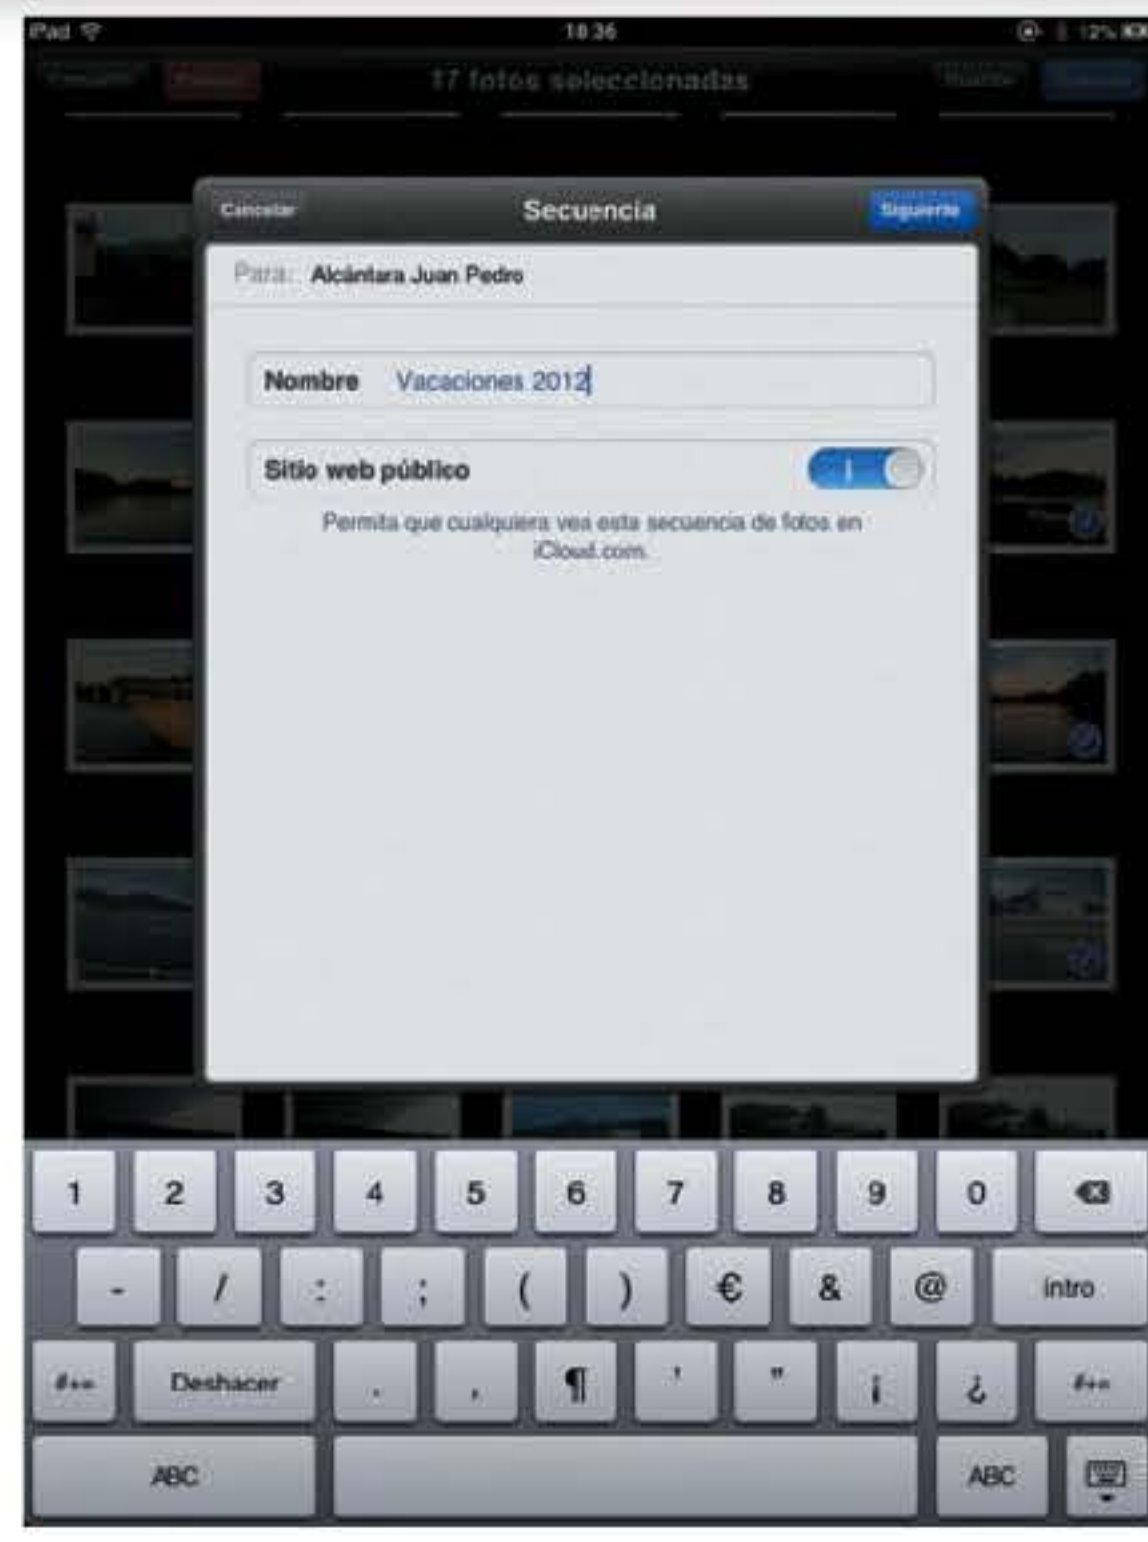 iPad 18:36 12%
17 fotos seleccionadas
Cancelar Secuencia Siguiente
Para: Alcántara Juan Pedro
Nombre Vacaciones 2012
Sitio web público
Permita que cualquiera vea esta secuencia de fotos en
iCloud.com.
1 2 3 4 5 6 7 8 9 0
- / : ; ( ) € & @ intro
#+= Deshacer . , ¶ ' " ¡ ¿ #+=
ABC ABC